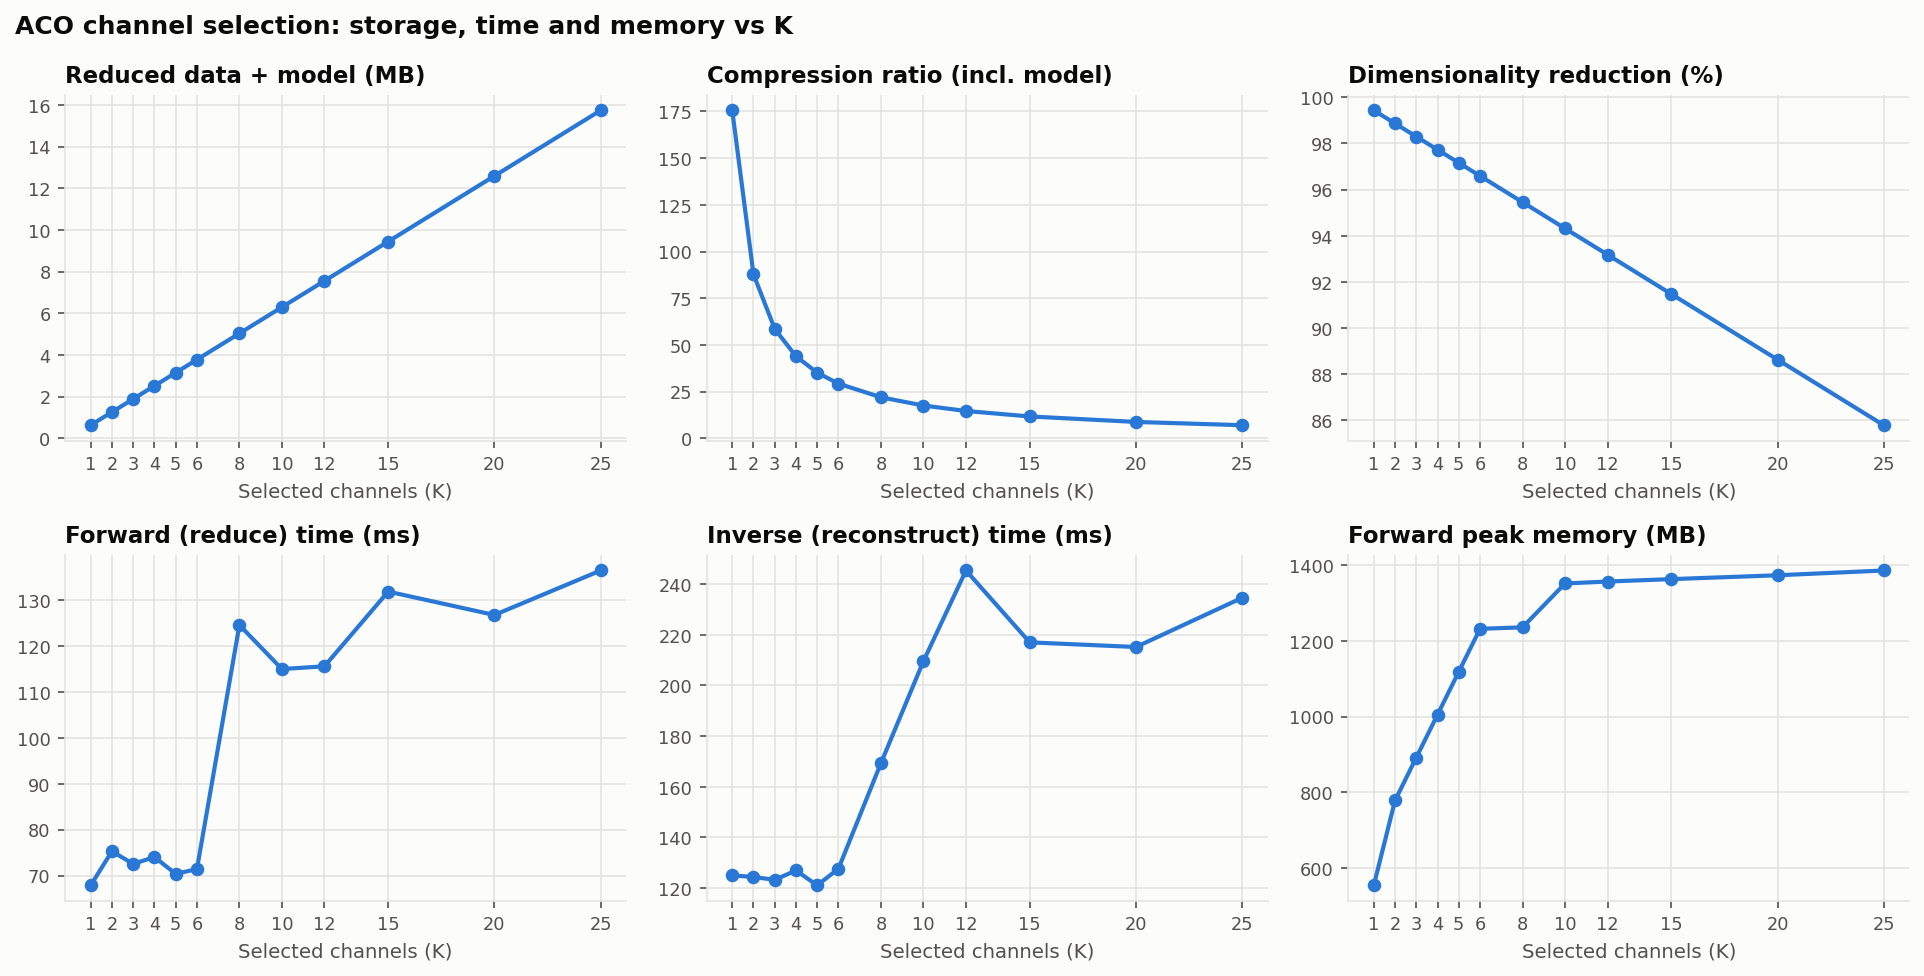 ACO channel selection: storage, time and memory vs K
Reduced data + model (MB)
16
14
12
10
8
6
4
2
0
1 2 3 4 5 6 8 10 12 15 20 25
Selected channels (K)
Compression ratio (incl. model)
175
150
125
100
75
50
25
0
1 2 3 4 5 6 8 10 12 15 20 25
Selected channels (K)
Dimensionality reduction (%)
100
98
96
94
92
90
88
86
1 2 3 4 5 6 8 10 12 15 20 25
Selected channels (K)
Forward (reduce) time (ms)
130
120
110
100
90
80
70
1 2 3 4 5 6 8 10 12 15 20 25
Selected channels (K)
Inverse (reconstruct) time (ms)
240
220
200
180
160
140
120
1 2 3 4 5 6 8 10 12 15 20 25
Selected channels (K)
Forward peak memory (MB)
1400
1200
1000
800
600
1 2 3 4 5 6 8 10 12 15 20 25
Selected channels (K)